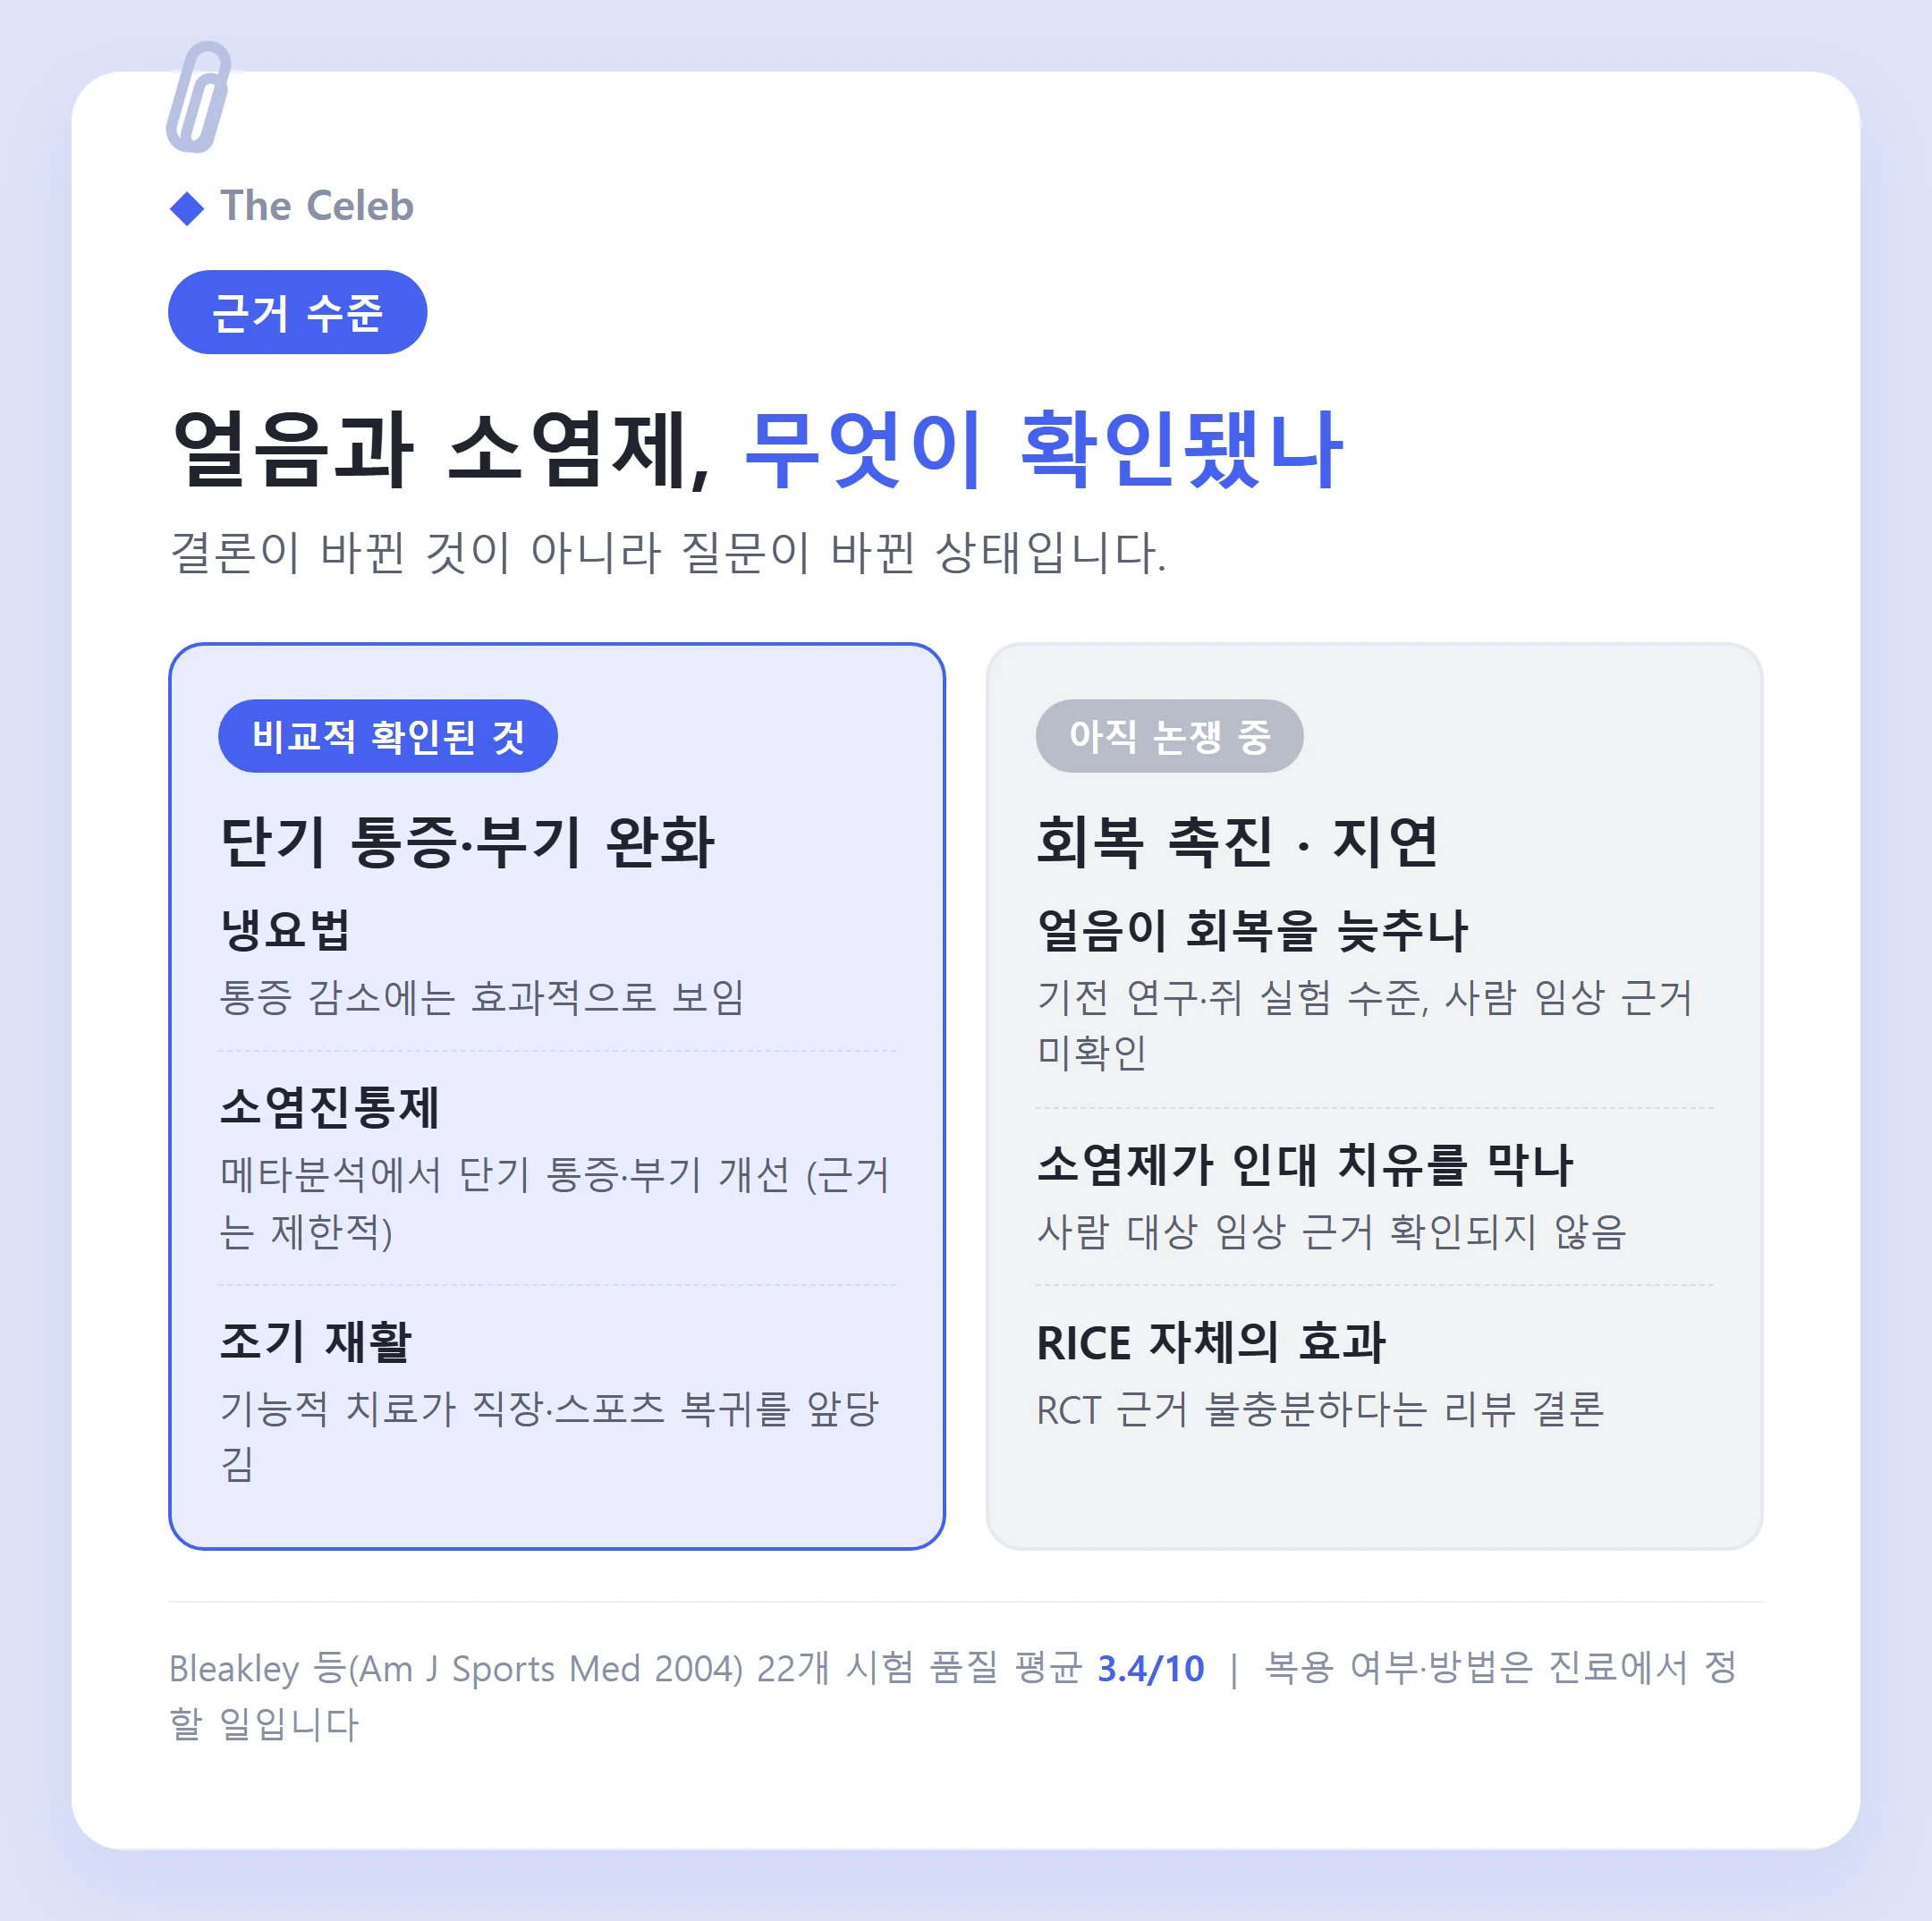 The Celeb
근거 수준
얼음과 소염제, 무엇이 확인됐나
결론이 바뀐 것이 아니라 질문이 바뀐 상태입니다.
비교적 확인된 것
단기 통증·부기 완화
냉요법
통증 감소에는 효과적으로 보임
소염진통제
메타분석에서 단기 통증·부기 개선 (근거
는 제한적)
조기 재활
기능적 치료가 직장·스포츠 복귀를 앞당
김
아직 논쟁 중
회복 촉진 · 지연
얼음이 회복을 늦추나
기전 연구·쥐 실험 수준, 사람 임상 근거
미확인
소염제가 인대 치유를 막나
사람 대상 임상 근거 확인되지 않음
RICE 자체의 효과
RCT 근거 불충분하다는 리뷰 결론
Bleakley 등(Am J Sports Med 2004) 22개 시험 품질 평균 3.4/10 | 복용 여부·방법은 진료에서 정
할 일입니다